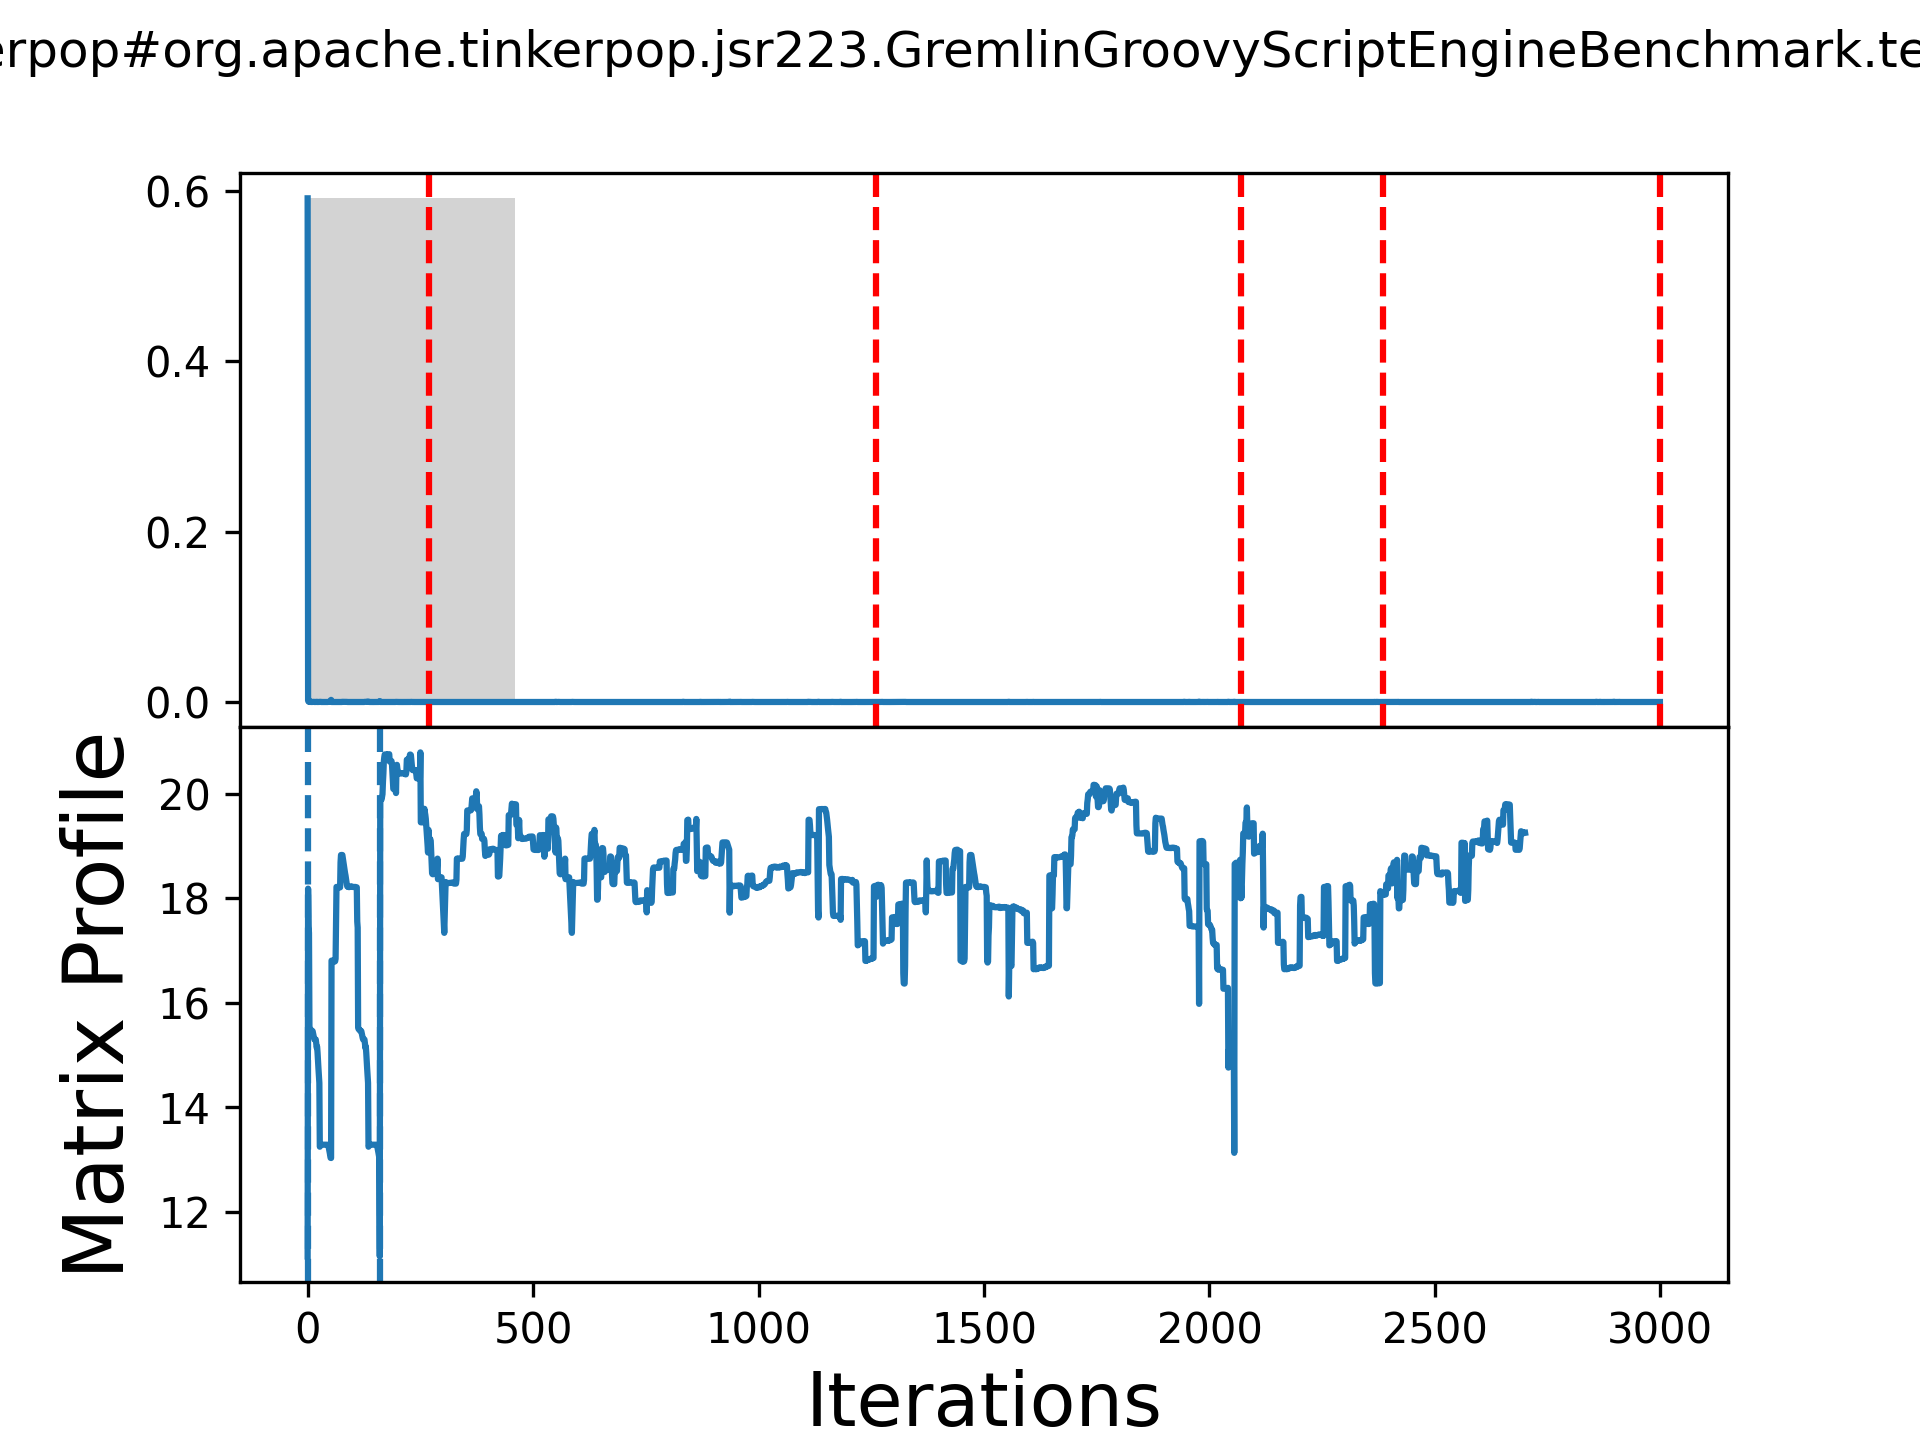 erpop#org.apache.tinkerpop.jsr223.GremlinGroovyScriptEngineBenchmark.te
0.6
0.4
0.2
0.0
Matrix Profile
20
18
16
14
12
0 500 1000 1500 2000 2500 3000
Iterations